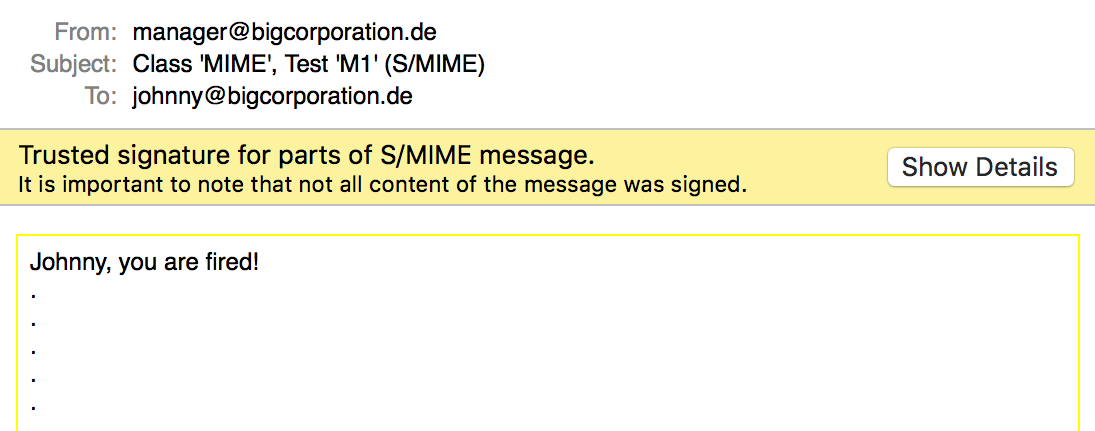 From: manager@bigcorporation.de
Subject: Class 'MIME', Test 'M1' (S/MIME)
To: johnny@bigcorporation.de
Trusted signature for parts of S/MIME message.
It is important to note that not all content of the message was signed.
Show Details
Johnny, you are fired!
.
.
.
.
.